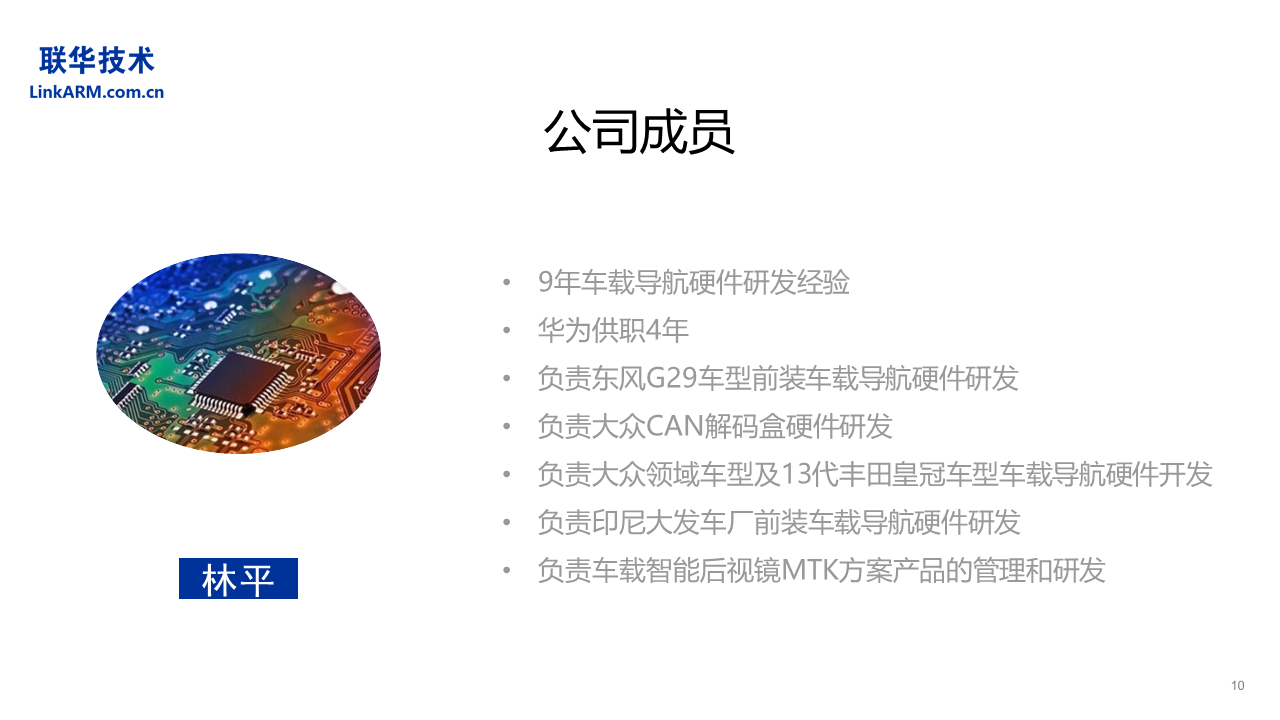 联华技术
LinkARM.com.cn
公司成员
• 9年车载导航硬件研发经验
• 华为供职4年
• 负责东风G29车型前装车载导航硬件研发
• 负责大众CAN解码盒硬件研发
• 负责大众领域车型及13代丰田皇冠车型车载导航硬件开发
• 负责印尼大发车厂前装车载导航硬件研发
• 负责车载智能后视镜MTK方案产品的管理和研发
林平
10